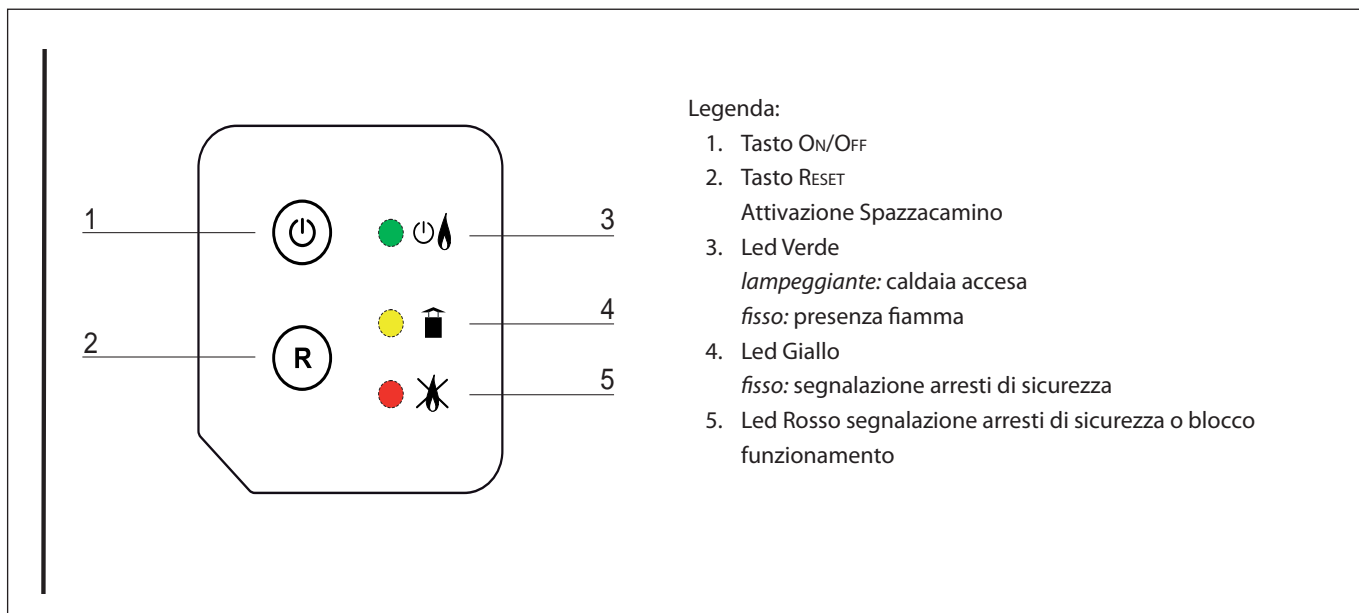 1
2
R
3
4
5
Legenda:
1. Tasto On/Off
2. Tasto Reset
Attivazione Spazzacamino
3. Led Verde
lampeggiante: caldaia accesa
fisso: presenza fiamma
4. Led Giallo
fisso: segnalazione arresti di sicurezza
5. Led Rosso segnalazione arresti di sicurezza o blocco
funzionamento